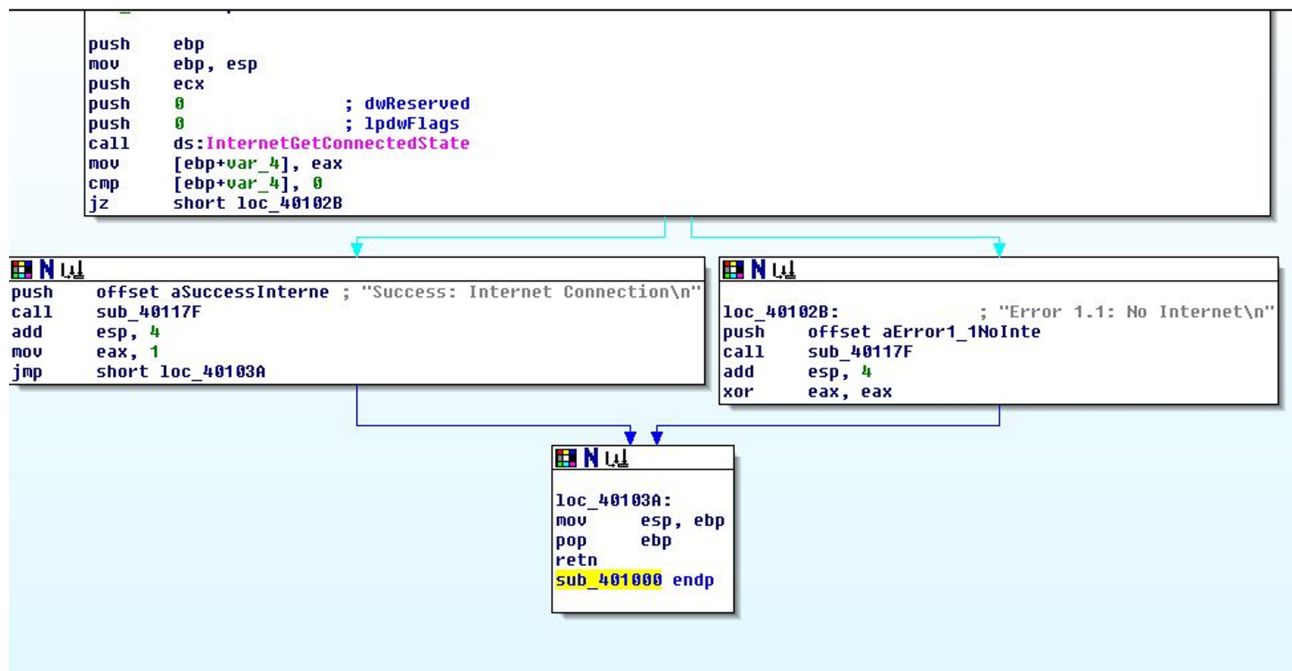 push ebp
mov ebp, esp
push ecx
push 0 ; dwReserved
push 0 ; lpdwFlags
call ds:InternetGetConnectedState
mov [ebp+var_4], eax
cmp [ebp+var_4], 0
jz short loc_40102B
push offset aSuccessInterne ; "Success: Internet Connection\n"
call sub_40117F
add esp, 4
mov eax, 1
jmp short loc_40103A
loc_40102B: ; "Error 1.1: No Internet\n"
push offset aError1_1NoInte
call sub_40117F
add esp, 4
xor eax, eax
loc_40103A:
mov esp, ebp
pop ebp
retn
sub_401000 endp